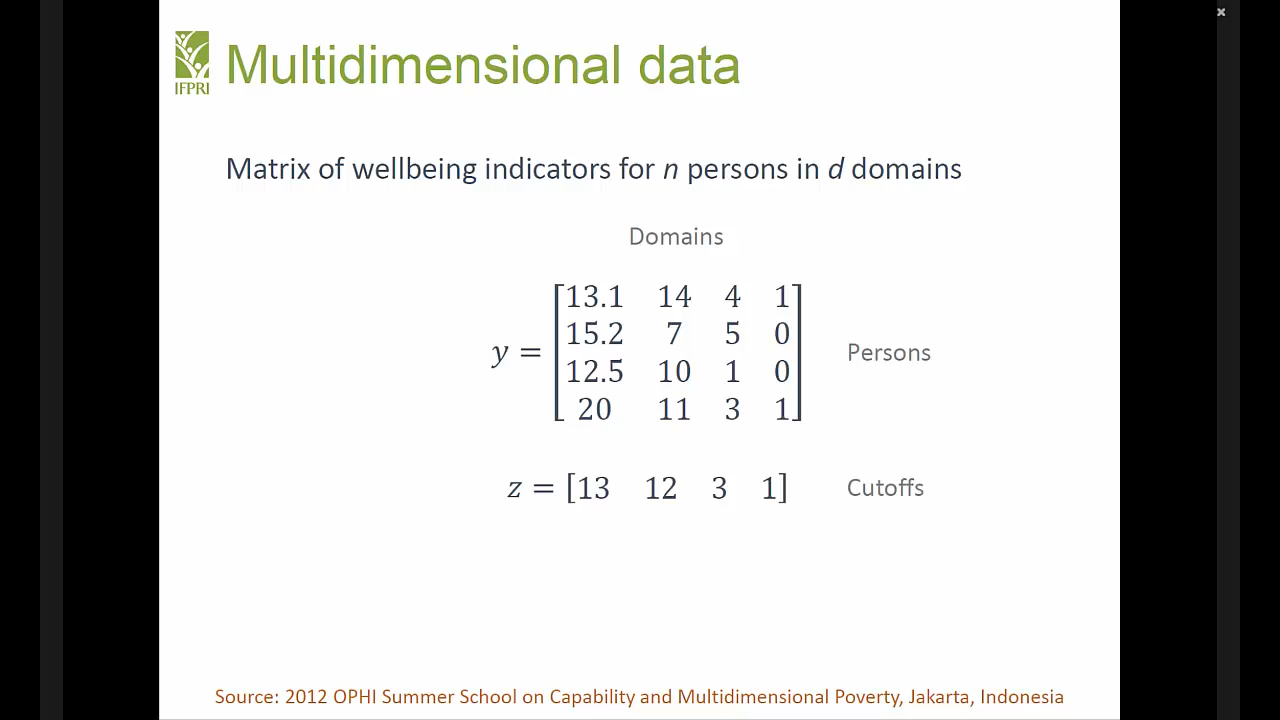 IFPRI
Multidimensional data
Matrix of wellbeing indicators for n persons in d domains
Domains
y = [13.1 14 4 1
15.2 7 5 0
12.5 10 1 0
20 11 3 1]
Persons
z = [13 12 3 1]
Cutoffs
Source: 2012 OPHI Summer School on Capability and Multidimensional Poverty, Jakarta, Indonesia